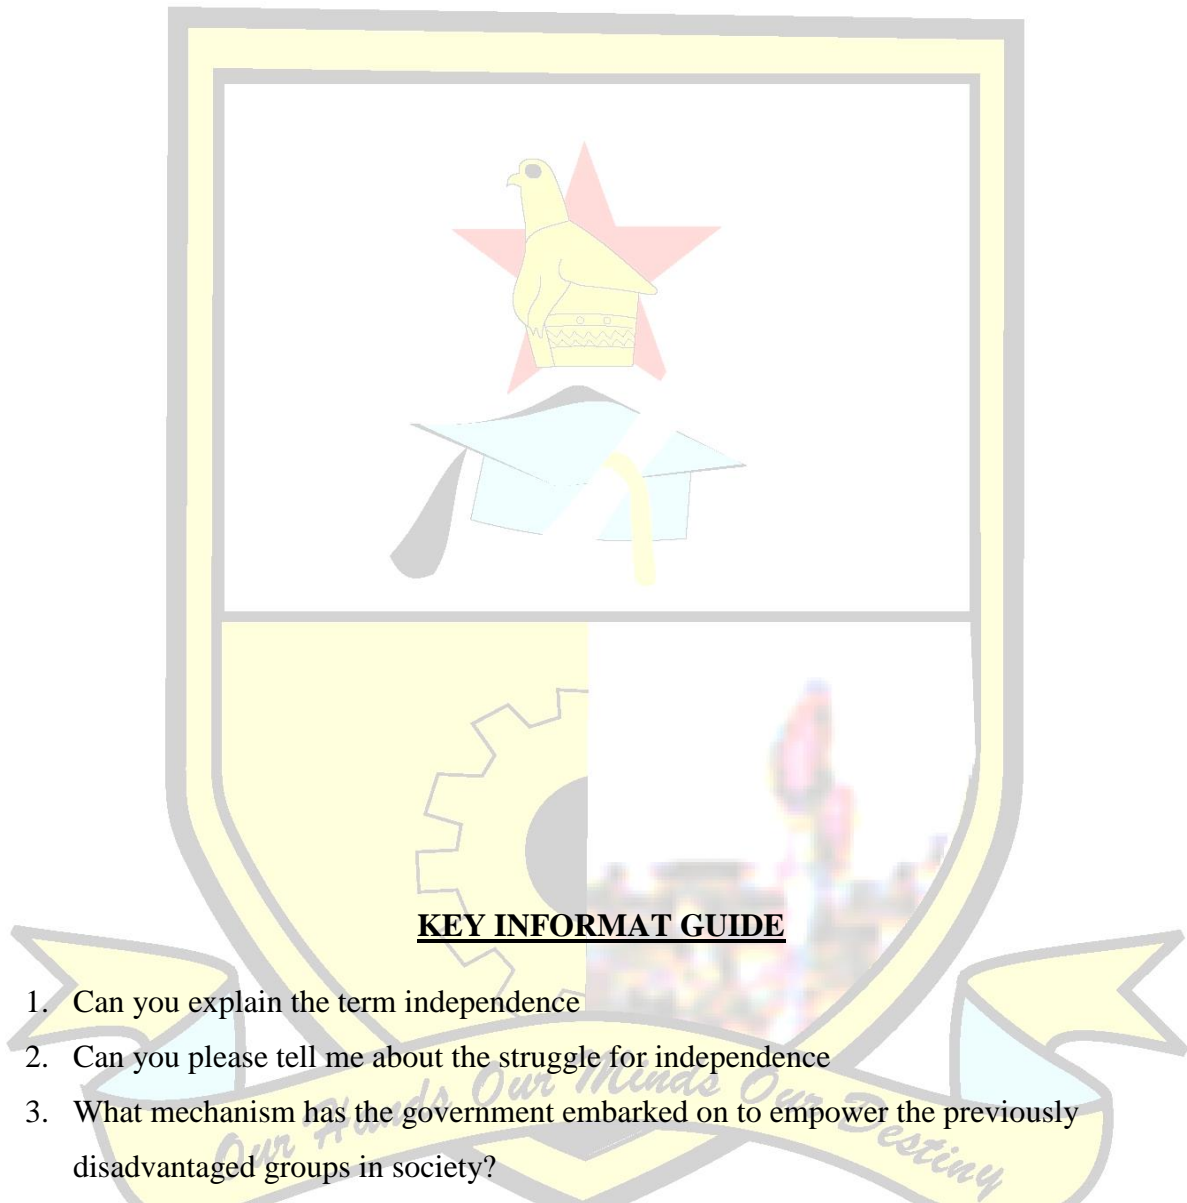 KEY INFORMAT GUIDE
1. Can you explain the term independence
2. Can you please tell me about the struggle for independence
3. What mechanism has the government embarked on to empower the previously
disadvantaged groups in society?
Our Hands Our Minds Our Destiny